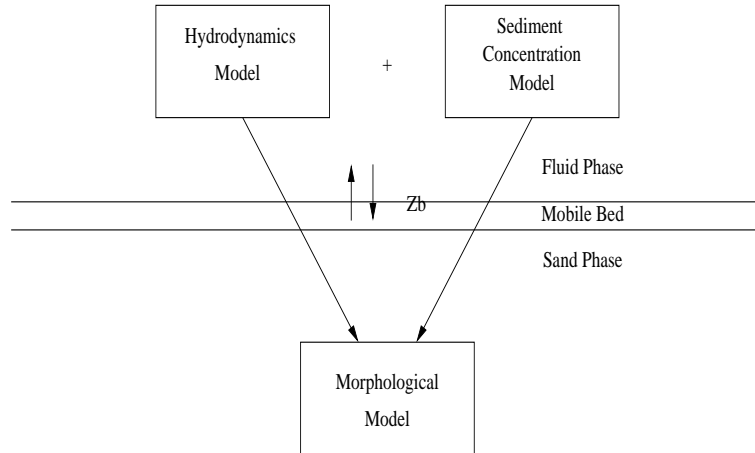 Hydrodynamics
Model
+
Sediment
Concentration
Model
Fluid Phase
Zb
Mobile Bed
Sand Phase
Morphological
Model